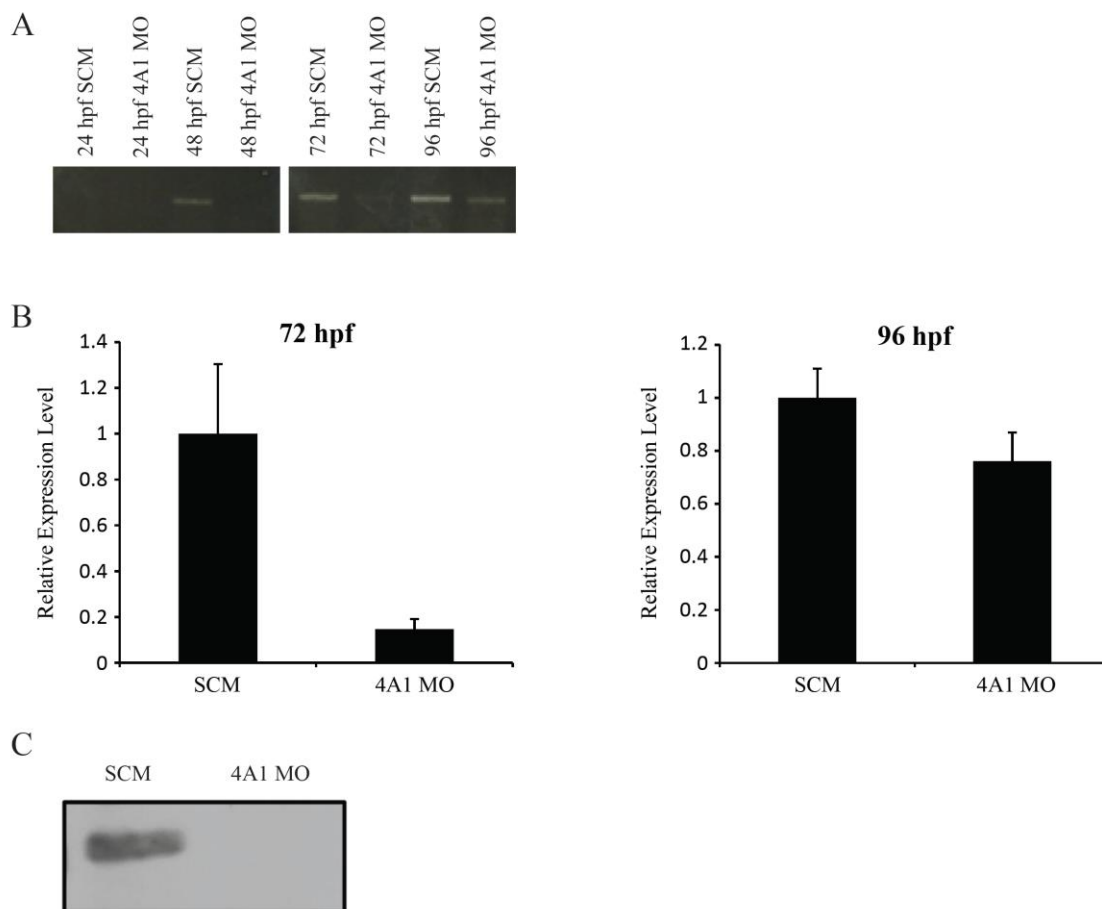 A
24 hpf SCM
24 hpf 4A1 MO
48 hpf SCM
48 hpf 4A1 MO
72 hpf SCM
72 hpf 4A1 MO
96 hpf SCM
96 hpf 4A1 MO
B
72 hpf
Relative Expression Level
1.4
1.2
1
0.8
0.6
0.4
0.2
0
SCM 4A1 MO
96 hpf
Relative Expression Level
1.2
1
0.8
0.6
0.4
0.2
0
SCM 4A1 MO
C
SCM 4A1 MO